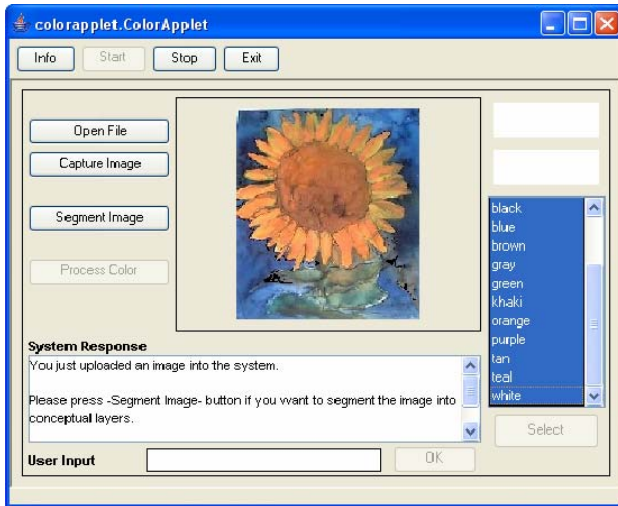 colorapplet.ColorApplet
Info Start Stop Exit
Open File
Capture Image
Segment Image
Process Color
black
blue
brown
gray
green
khaki
orange
purple
tan
teal
white
Select
System Response
You just uploaded an image into the system.
Please press -Segment Image- button if you want to segment the image into
conceptual layers.
User Input OK